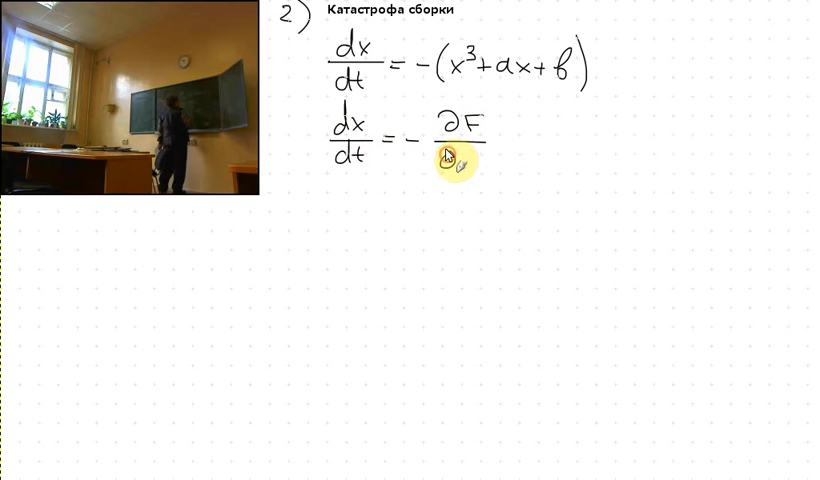 2) Катастрофа сборки
dx/dt = -(x³+ax+b)
dx/dt = - ∂F/∂